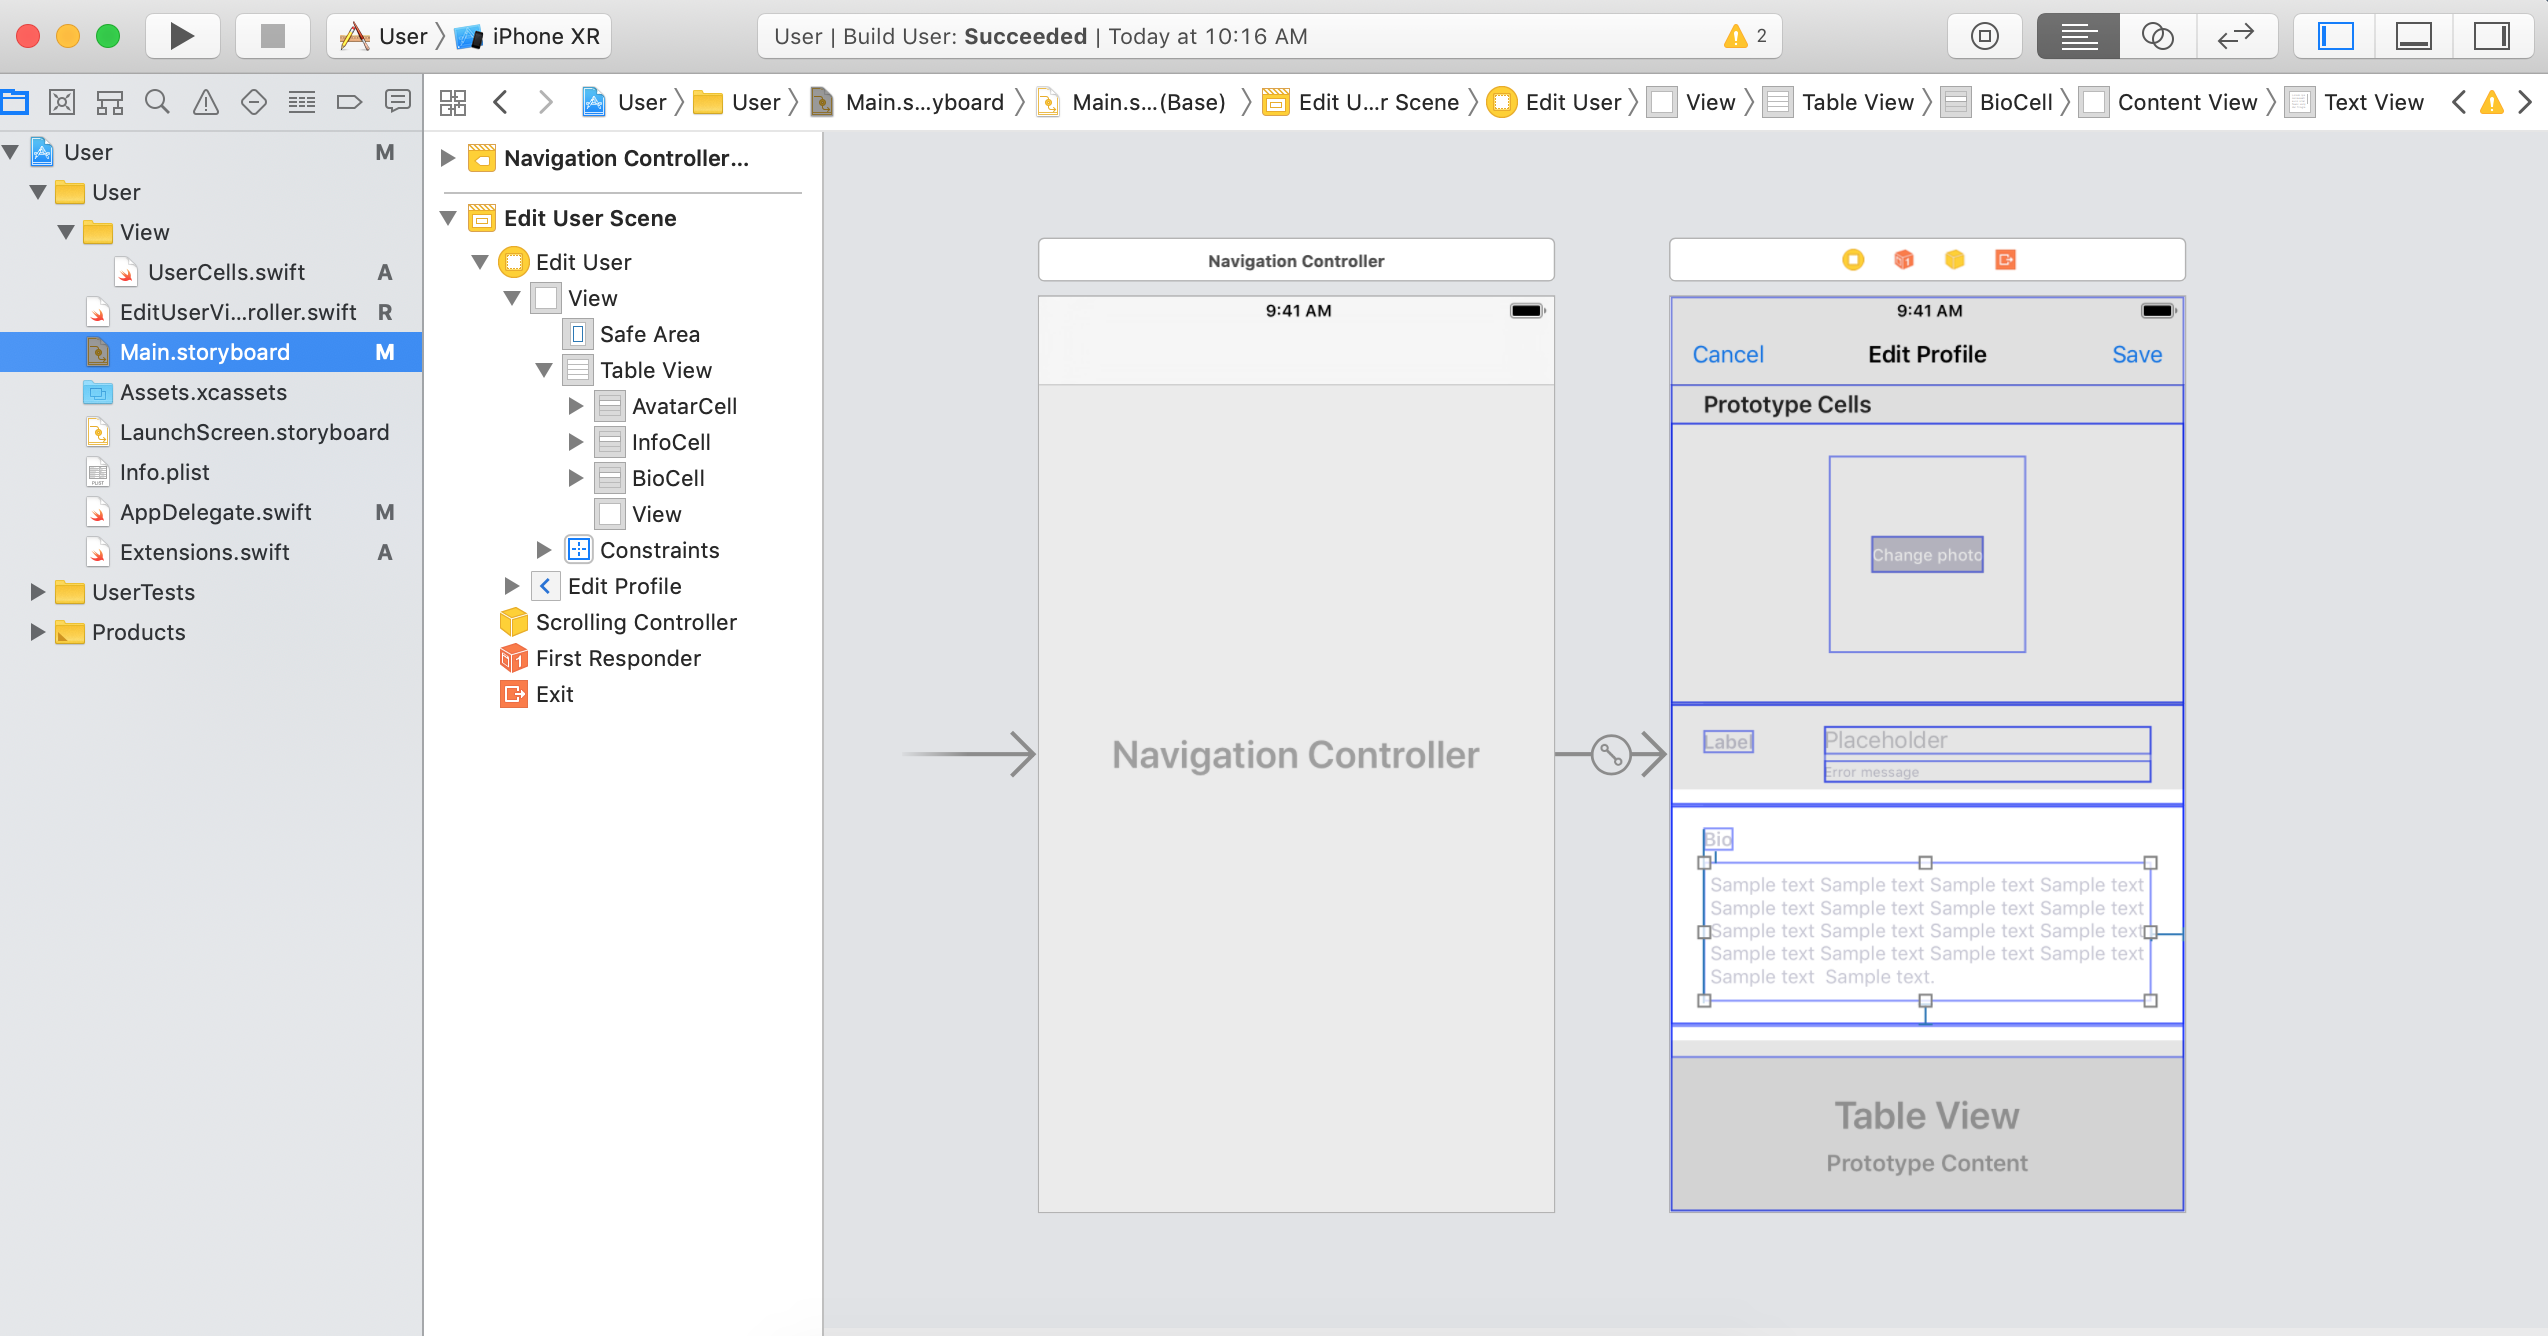 User
iPhone XR
User | Build User: Succeeded | Today at 10:16 AM
2
User
User
Main.s...yboard
Main.s...(Base)
Edit U...r Scene
Edit User
View
Table View
BioCell
Content View
Text View
User M
User
View
UserCells.swift A
EditUserVi...roller.swift R
Main.storyboard M
Assets.xcassets
LaunchScreen.storyboard
Info.plist
AppDelegate.swift M
Extensions.swift A
UserTests
Products
Navigation Controller...
Edit User Scene
Edit User
View
Safe Area
Table View
AvatarCell
InfoCell
BioCell
View
Constraints
Edit Profile
Scrolling Controller
First Responder
Exit
Navigation Controller
9:41 AM
Navigation Controller
9:41 AM
Cancel Edit Profile Save
Prototype Cells
Change photo
Label
Placeholder
Error message
Bio
Sample text Sample text Sample text Sample text
Sample text Sample text Sample text Sample text
Sample text Sample text Sample text Sample text
Sample text Sample text Sample text Sample text
Sample text  Sample text.
Table View
Prototype Content